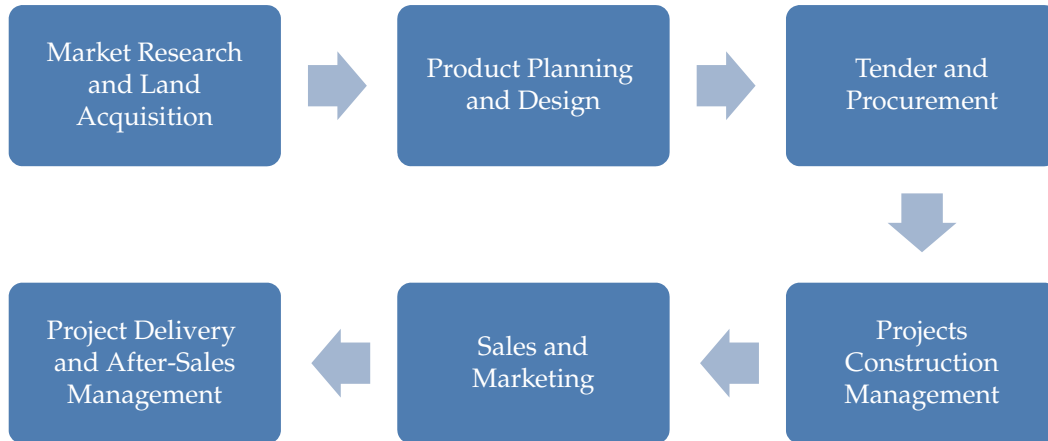 Market Research
and Land
Acquisition
Product Planning
and Design
Tender and
Procurement
Projects
Construction
Management
Sales and
Marketing
Project Delivery
and After-Sales
Management